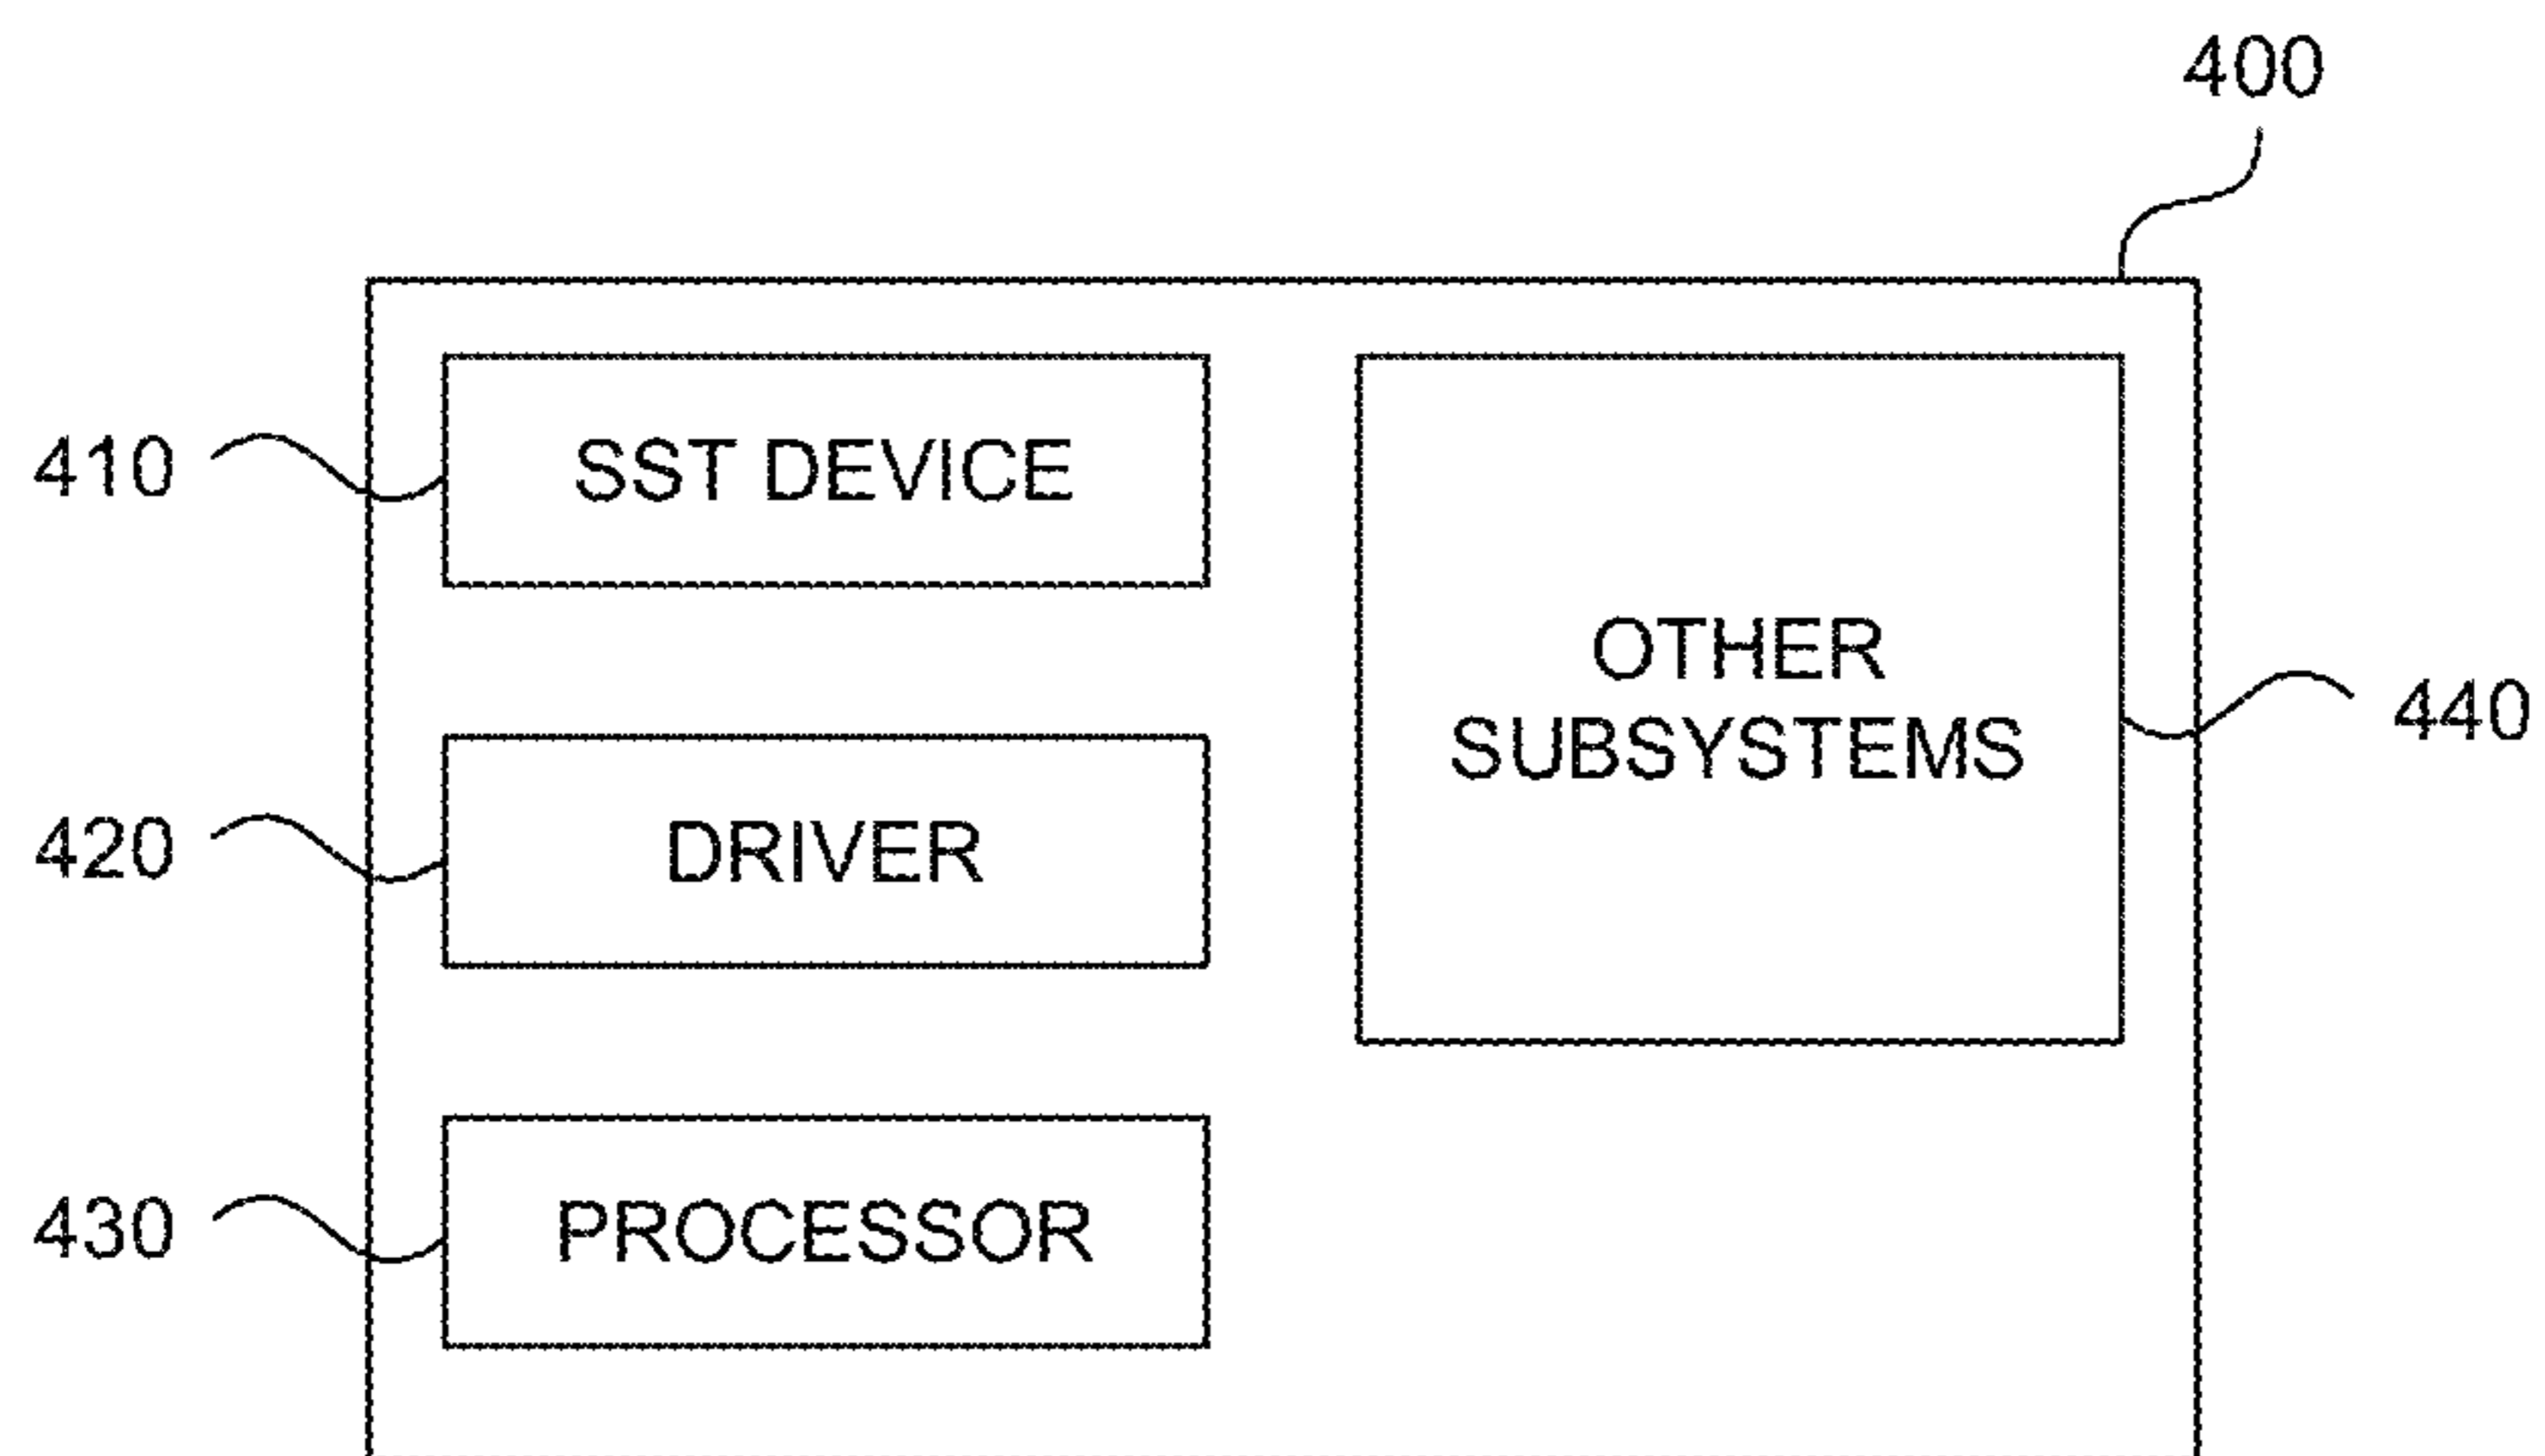 400
410
SST DEVICE
OTHER
SUBSYSTEMS
440
420
DRIVER
430
PROCESSOR